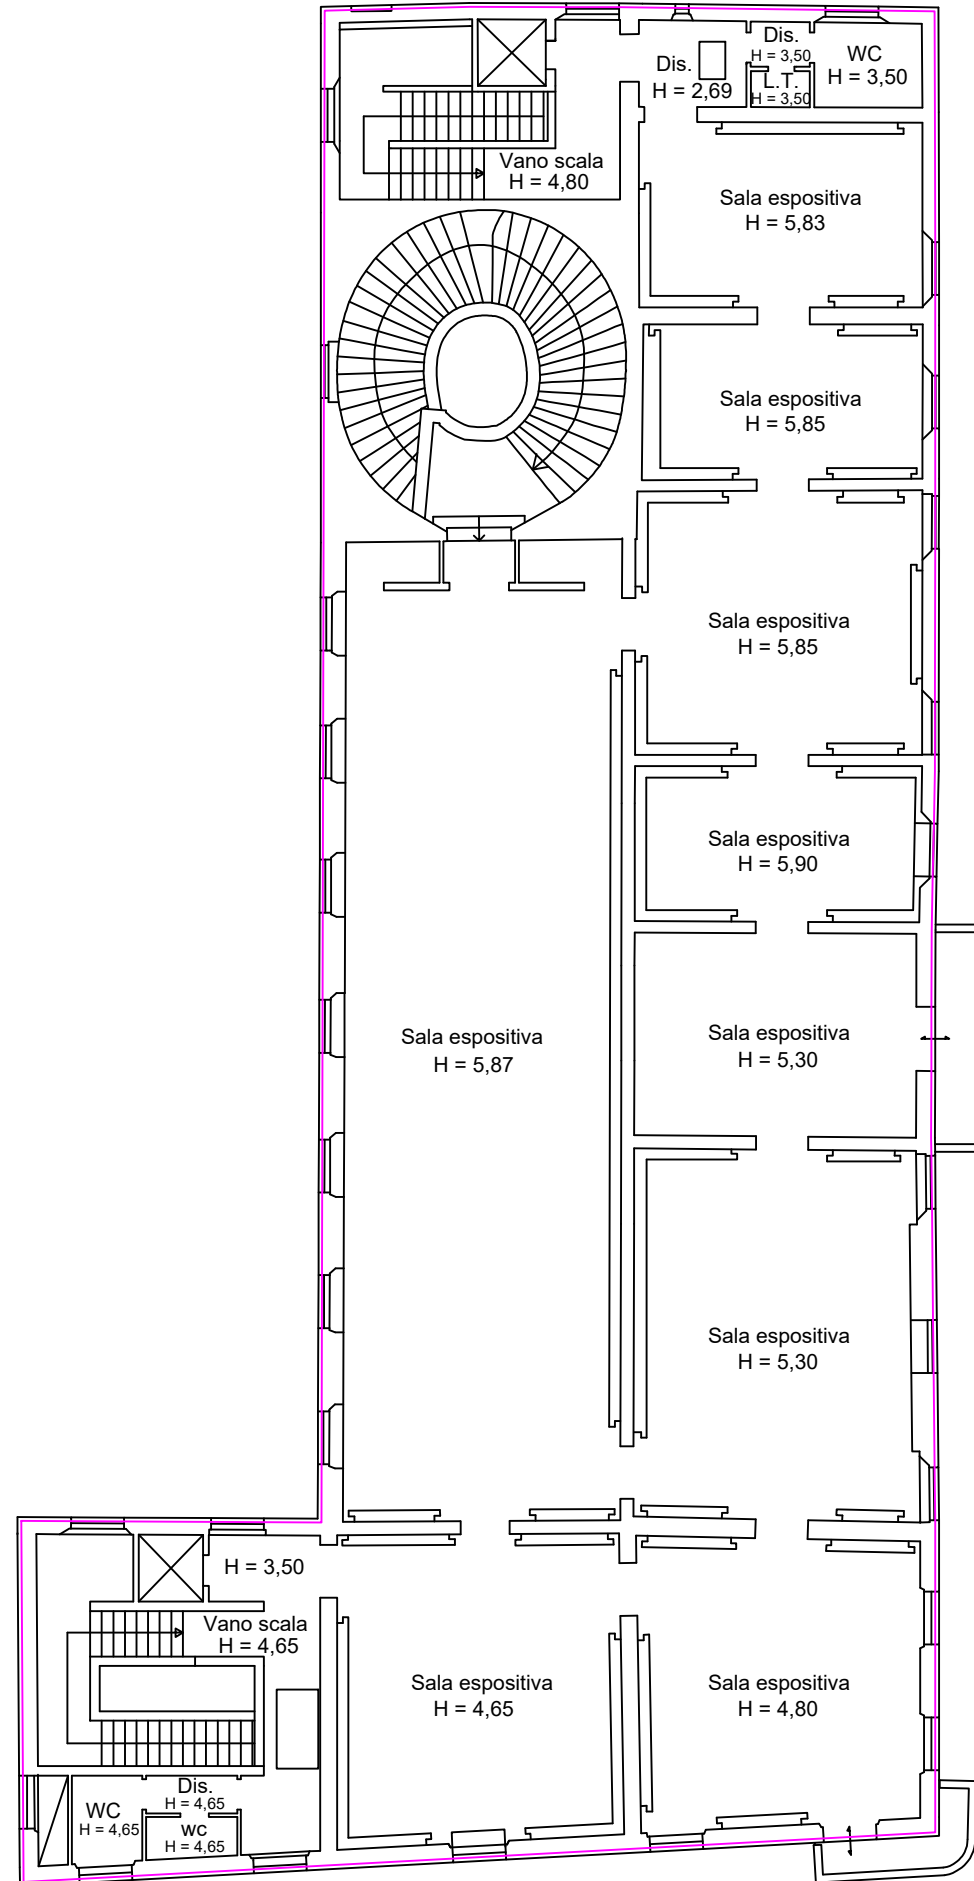 Dis.
H = 3,50
WC
H = 3,50
Dis.
H = 2,69
L.T.
H = 3,50
Vano scala
H = 4,80
Sala espositiva
H = 5,83
Sala espositiva
H = 5,85
Sala espositiva
H = 5,85
Sala espositiva
H = 5,90
Sala espositiva
H = 5,87
Sala espositiva
H = 5,30
Sala espositiva
H = 5,30
H = 3,50
Vano scala
H = 4,65
Sala espositiva
H = 4,65
Sala espositiva
H = 4,80
Dis.
H = 4,65
WC
H = 4,65
wc
H = 4,65